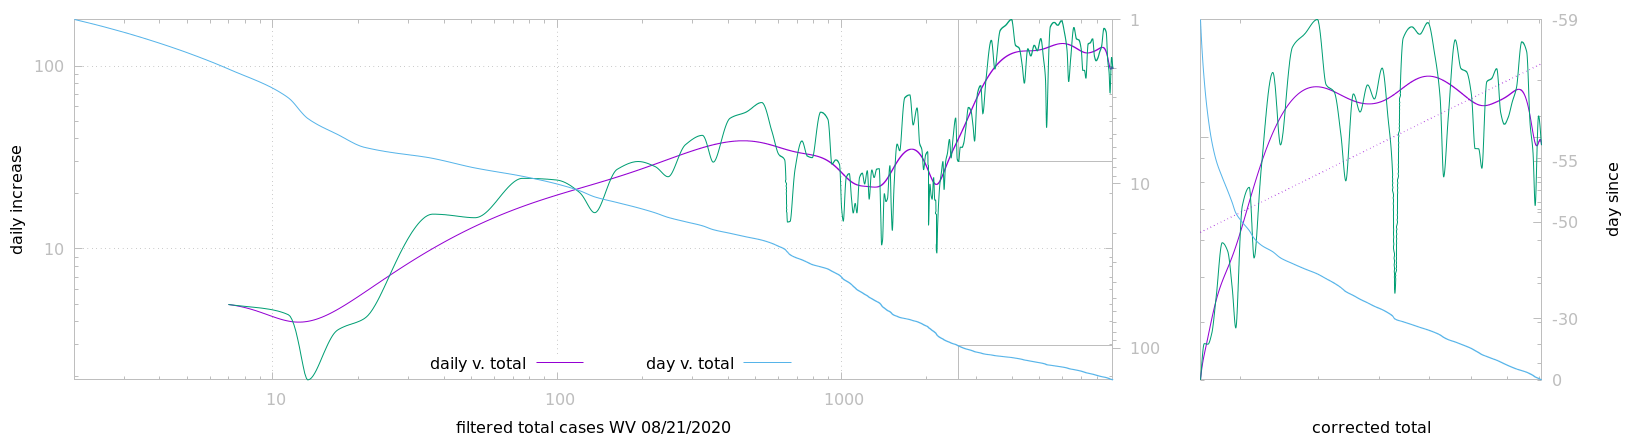 1
-59
100
daily increase
-55
10
-50
day since
10
-30
daily v. total
day v. total
100
0
10
100
1000
filtered total cases WV 08/21/2020
corrected total